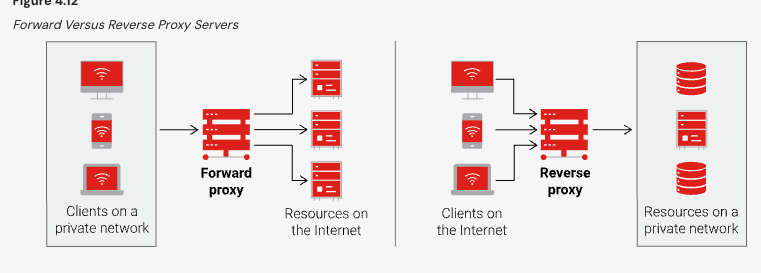 Figure 4.12
Forward Versus Reverse Proxy Servers
Forward
proxy
Clients on a
private network
Resources on
the Internet
Reverse
proxy
Clients on
the Internet
Resources on a
private network